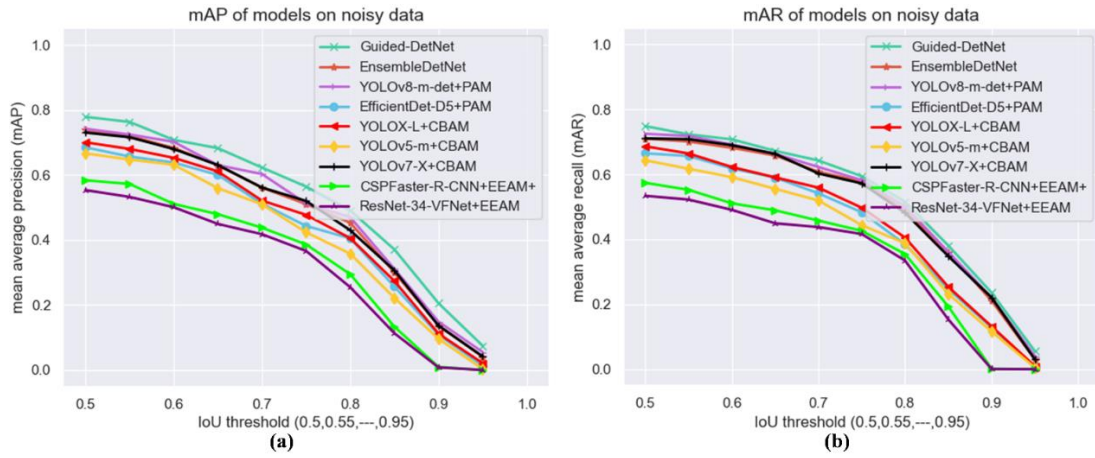 mAP of models on noisy data
mean average precision (mAP)
1.0
0.8
0.6
0.4
0.2
0.0
Guided-DetNet
EnsembleDetNet
YOLOv8-m-det+PAM
EfficientDet-D5+PAM
YOLOX-L+CBAM
YOLOv5-m+CBAM
YOLOv7-X+CBAM
CSPFaster-R-CNN+EEAM+
ResNet-34-VFNet+EEAM
0.5 0.6 0.7 0.8 0.9 1.0
IoU threshold (0.5,0.55,---,0.95)
(a)
mAR of models on noisy data
mean average recall (mAR)
1.0
0.8
0.6
0.4
0.2
0.0
Guided-DetNet
EnsembleDetNet
YOLOv8-m-det+PAM
EfficientDet-D5+PAM
YOLOX-L+CBAM
YOLOv5-m+CBAM
YOLOv7-X+CBAM
CSPFaster-R-CNN+EEAM+
ResNet-34-VFNet+EEAM
0.5 0.6 0.7 0.8 0.9 1.0
IoU threshold (0.5,0.55,---,0.95)
(b)